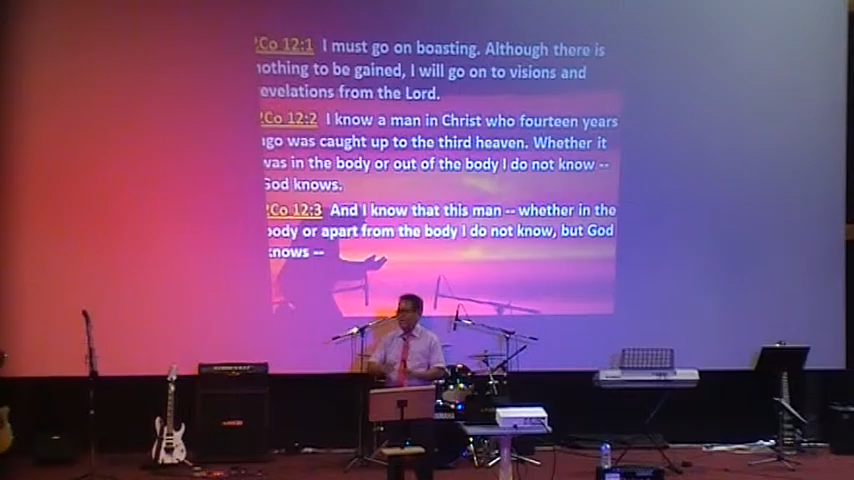 2Co 12:1 I must go on boasting. Although there is
nothing to be gained, I will go on to visions and
revelations from the Lord.
2Co 12:2 I know a man in Christ who fourteen years
ago was caught up to the third heaven. Whether it
was in the body or out of the body I do not know --
God knows.
2Co 12:3 And I know that this man -- whether in the
body or apart from the body I do not know, but God
knows --